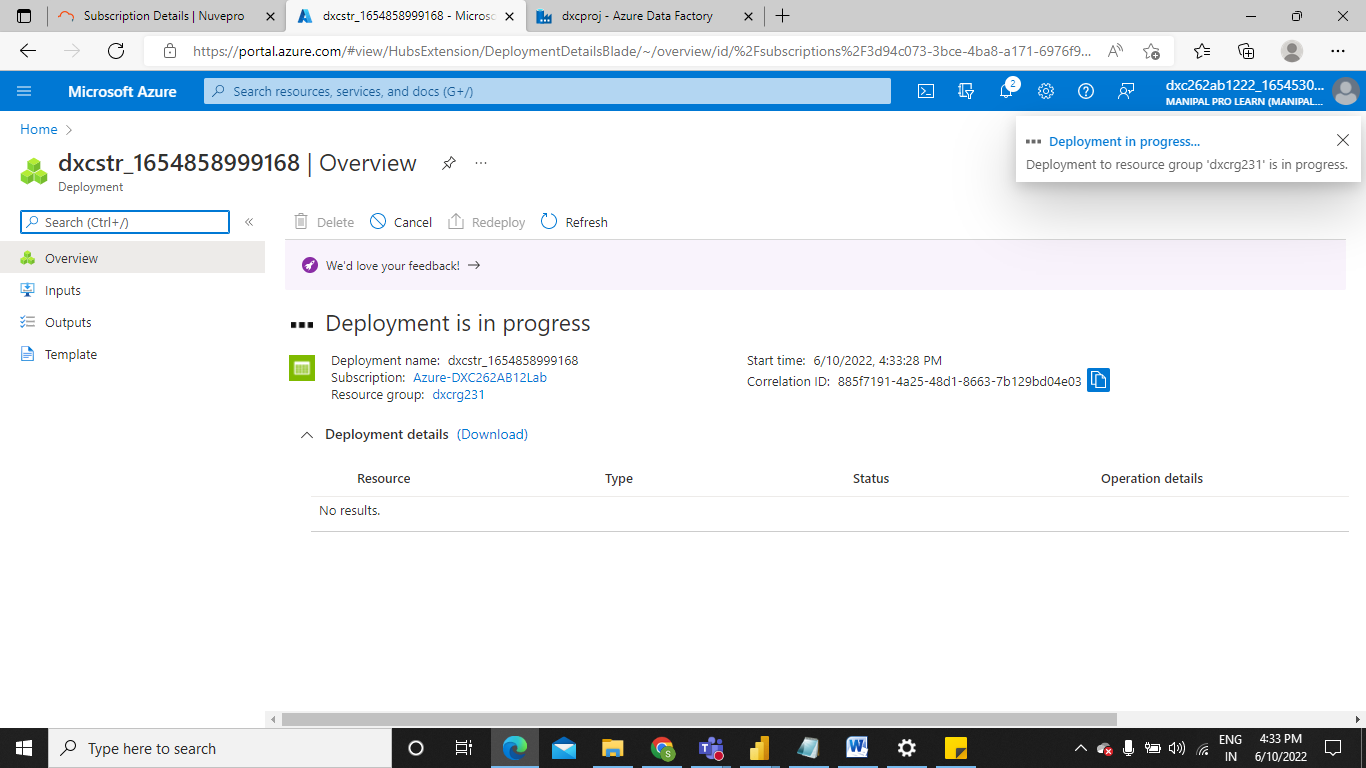 Subscription Details | Nuvepro
dxcstr_1654858999168 - Microsc
dxcproj - Azure Data Factory
https://portal.azure.com/#view/HubsExtension/DeploymentDetailsBlade/~/overview/id/%2Fsubscriptions%2F3d94c073-3bce-4ba8-a171-6976f9...
Microsoft Azure
Search resources, services, and docs (G+/)
2
dxc262ab1222_1654530...
MANIPAL PRO LEARN (MANIPAL...
Home
Deployment in progress...
Deployment to resource group 'dxcrg231' is in progress.
dxcstr_1654858999168 | Overview
Deployment
Search (Ctrl+/)
Delete
Cancel
Redeploy
Refresh
Overview
Inputs
Outputs
Template
We'd love your feedback!
Deployment is in progress
Deployment name: dxcstr_1654858999168
Subscription: Azure-DXC262AB12Lab
Resource group: dxcrg231
Start time: 6/10/2022, 4:33:28 PM
Correlation ID: 885f7191-4a25-48d1-8663-7b129bd04e03
Deployment details (Download)
Resource Type Status Operation details
No results.
Type here to search
ENG
IN
4:33 PM
6/10/2022